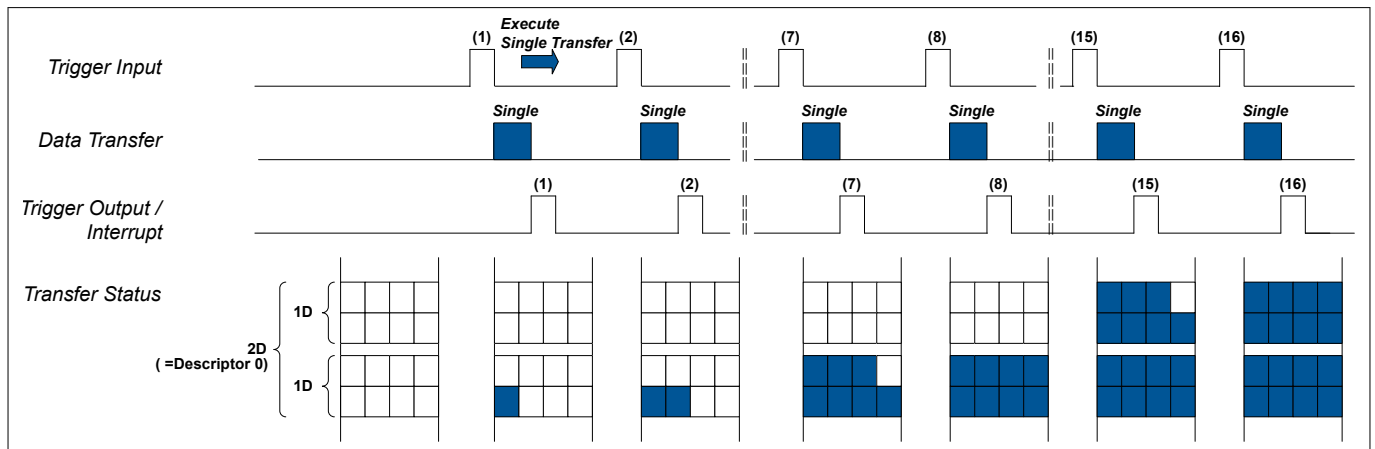 Execute
Single Transfer
(1) (2) (7) (8) (15) (16)
Trigger Input
Single Single Single Single Single Single
Data Transfer
(1) (2) (7) (8) (15) (16)
Trigger Output /
Interrupt
Transfer Status
1D
2D
( =Descriptor 0)
1D